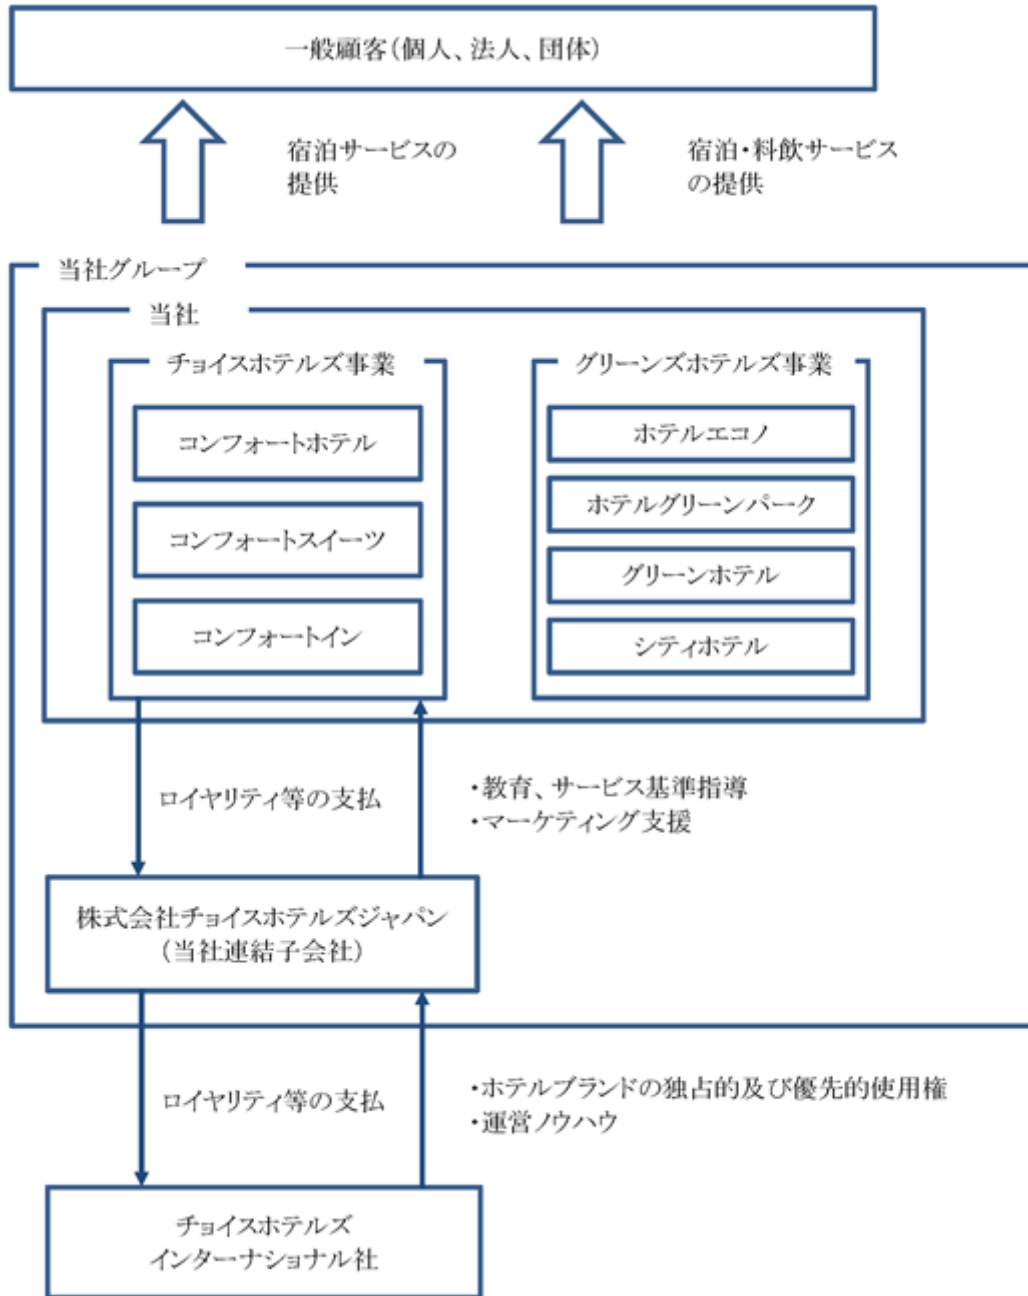 一般顧客(個人、法人、団体)
宿泊サービスの
提供
宿泊・料飲サービス
の提供
当社グループ
当社
チョイスホテルズ事業
コンフォートホテル
コンフォートスイーツ
コンフォートイン
グリーンズホテルズ事業
ホテルエコノ
ホテルグリーンパーク
グリーンホテル
シティホテル
ロイヤリティ等の支払
・教育、サービス基準指導
・マーケティング支援
株式会社チョイスホテルズジャパン
(当社連結子会社)
ロイヤリティ等の支払
・ホテルブランドの独占的及び優先的使用権
・運営ノウハウ
チョイスホテルズ
インターナショナル社